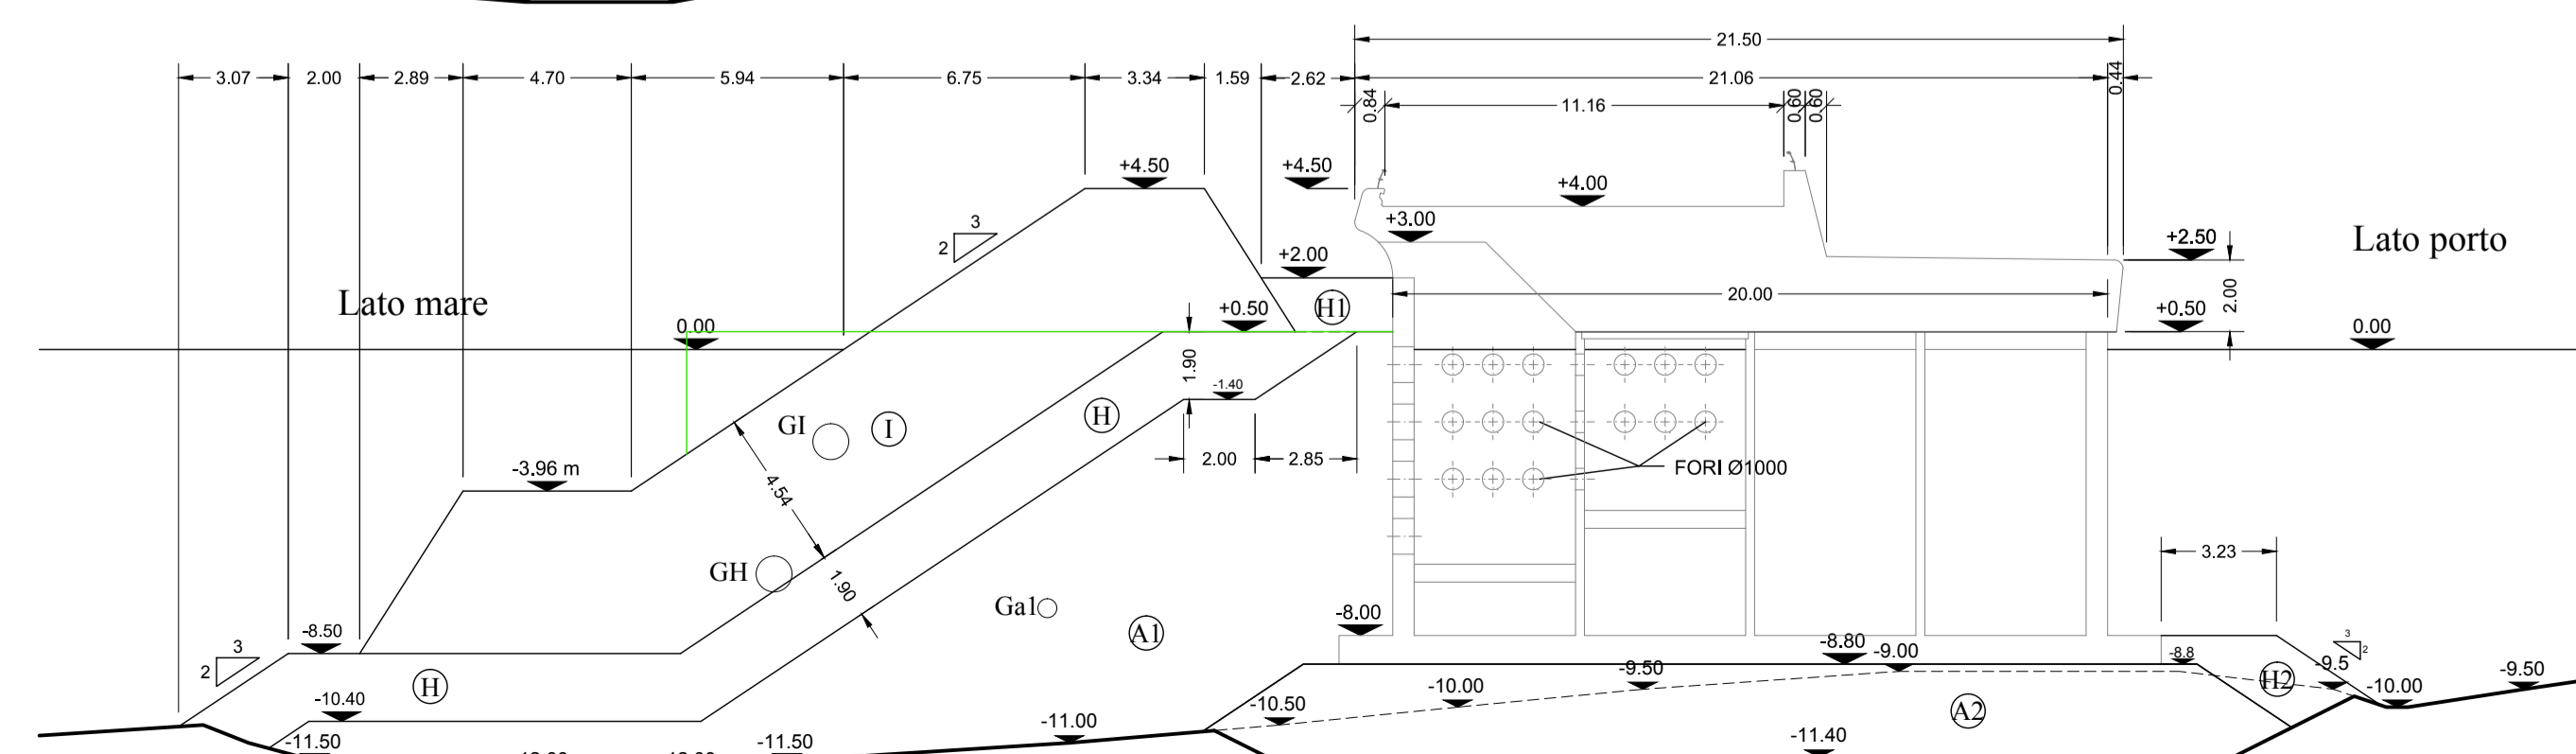 21.50
3.07 2.00 2.89 4.70 5.94 6.75 3.34 1.59 2.62 21.06 0.44
0.84 11.16 0.60 0.60
+4.50 +4.50 +4.00
3 2
+3.00
+2.00
+2.50
Lato porto
Lato mare
H1
20.00
2.00
0.00
+0.50
+0.50
0.00
1.90
-1.40
H
GI I
2.00 2.85
-3.96 m
FORI Ø1000
4.54
GH
1.90
Ga1
A1
3.23
-8.00
-8.50
3 2
-8.80
-9.00
3 2
-8.8
-9.50
-9.5
-9.50
H
H2
-10.40
-10.50
-10.00
-10.00
A2
-11.50
-11.50
-11.00
-11.40